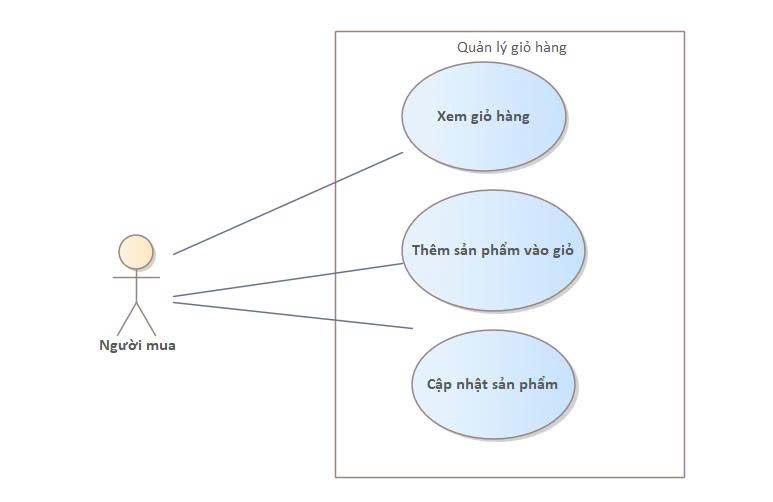 Quản lý giỏ hàng
Xem giỏ hàng
Thêm sản phẩm vào giỏ
Người mua
Cập nhật sản phẩm